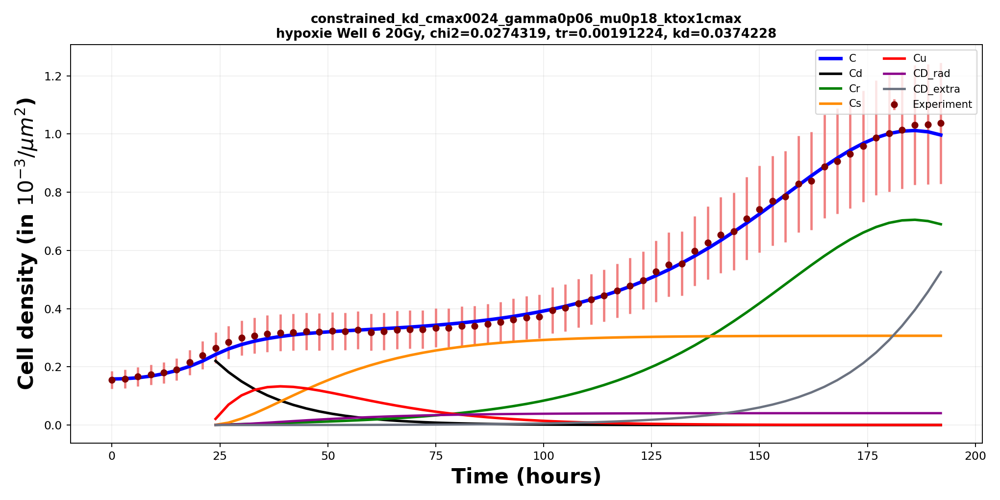 constrained_kd_cmax0024_gamma0p06_mu0p18_ktox1cmax
hypoxie Well 6 20Gy, chi2=0.0274319, tr=0.00191224, kd=0.0374228
C
Cd
Cr
Cs
Cu
CD_rad
CD_extra
Experiment
Cell density (in 10⁻³/μm²)
1.2
1.0
0.8
0.6
0.4
0.2
0.0
0 25 50 75 100 125 150 175 200
Time (hours)